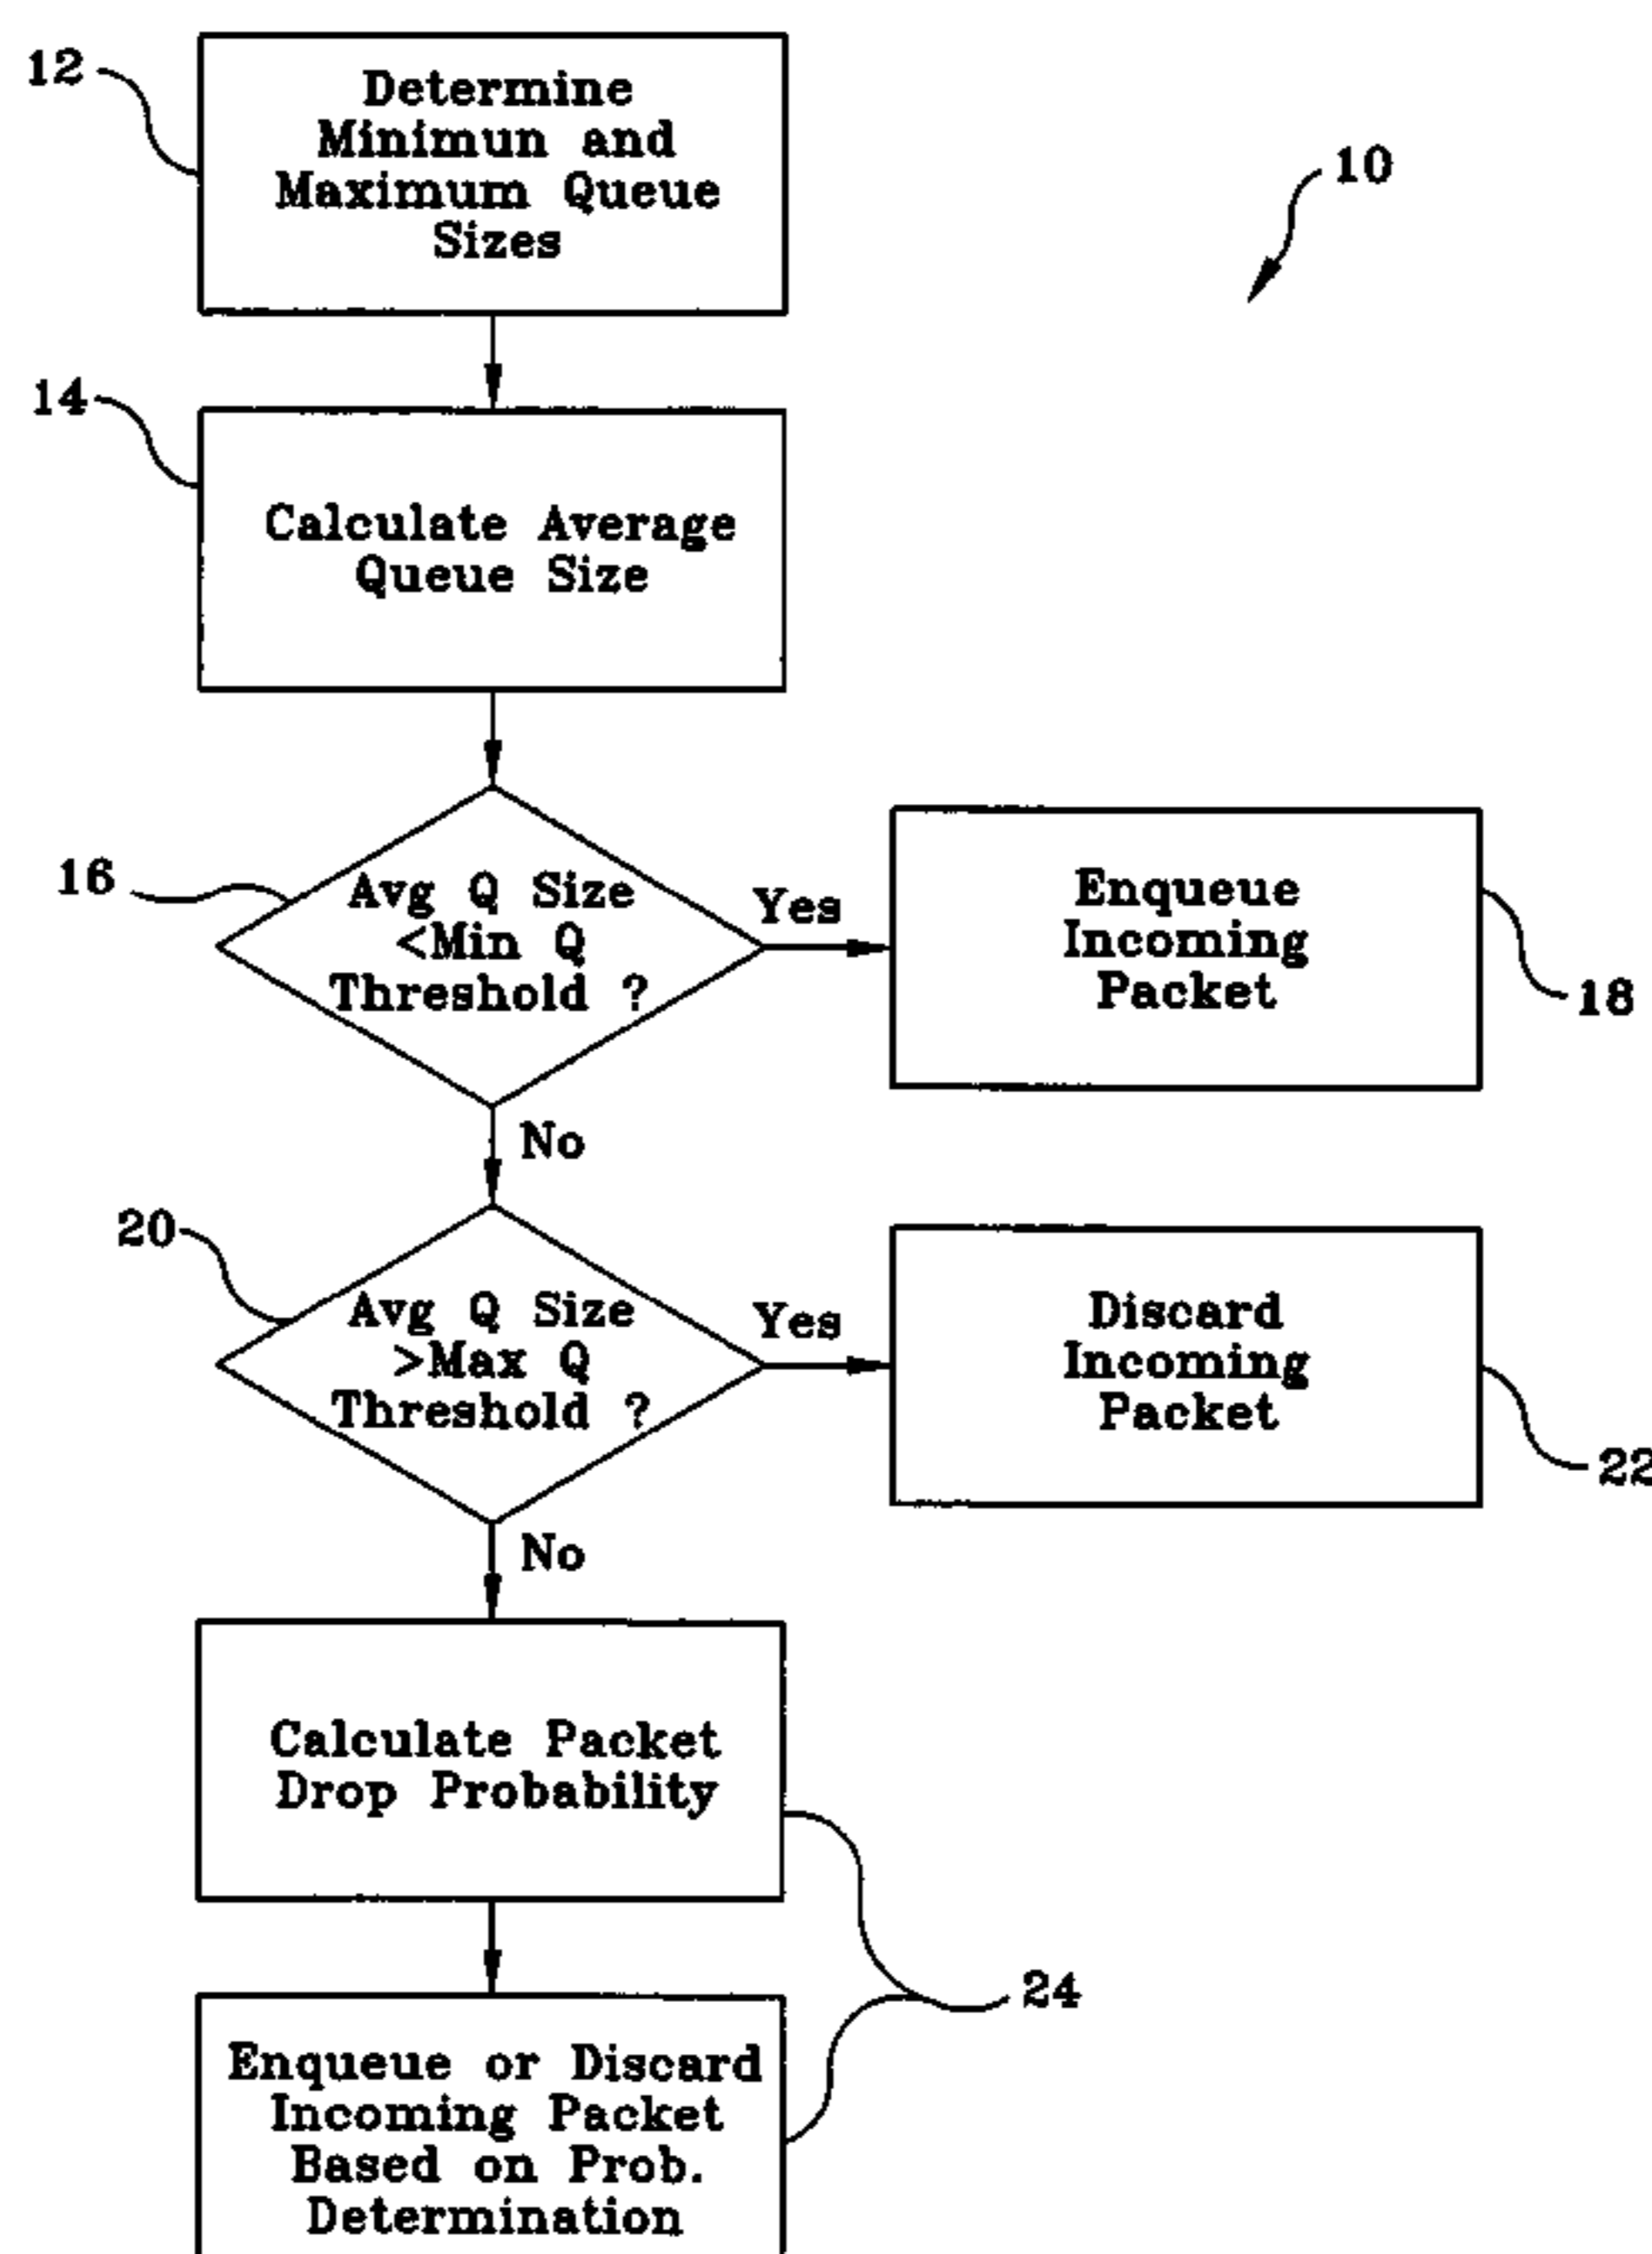 12
Determine
Minimun and
Maximum Queue
Sizes
10
14
Calculate Average
Queue Size
16
Avg Q Size
<Min Q
Threshold ?
Yes
Enqueue
Incoming
Packet
18
No
20
Avg Q Size
>Max Q
Threshold ?
Yes
Discard
Incoming
Packet
22
No
Calculate Packet
Drop Probability
24
Enqueue or Discard
Incoming Packet
Based on Prob.
Determination